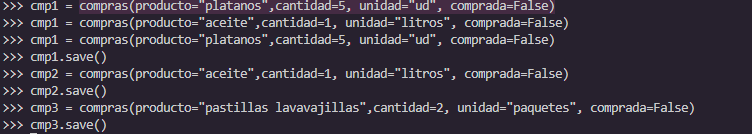 >>> cmp1 = compras(producto="platanos",cantidad=5, unidad="ud", comprada=False)
>>> cmp1 = compras(producto="aceite",cantidad=1, unidad="litros", comprada=False)
>>> cmp1 = compras(producto="platanos",cantidad=5, unidad="ud", comprada=False)
>>> cmp1.save()
>>> cmp2 = compras(producto="aceite",cantidad=1, unidad="litros", comprada=False)
>>> cmp2.save()
>>> cmp3 = compras(producto="pastillas lavavajillas",cantidad=2, unidad="paquetes", comprada=False)
>>> cmp3.save()